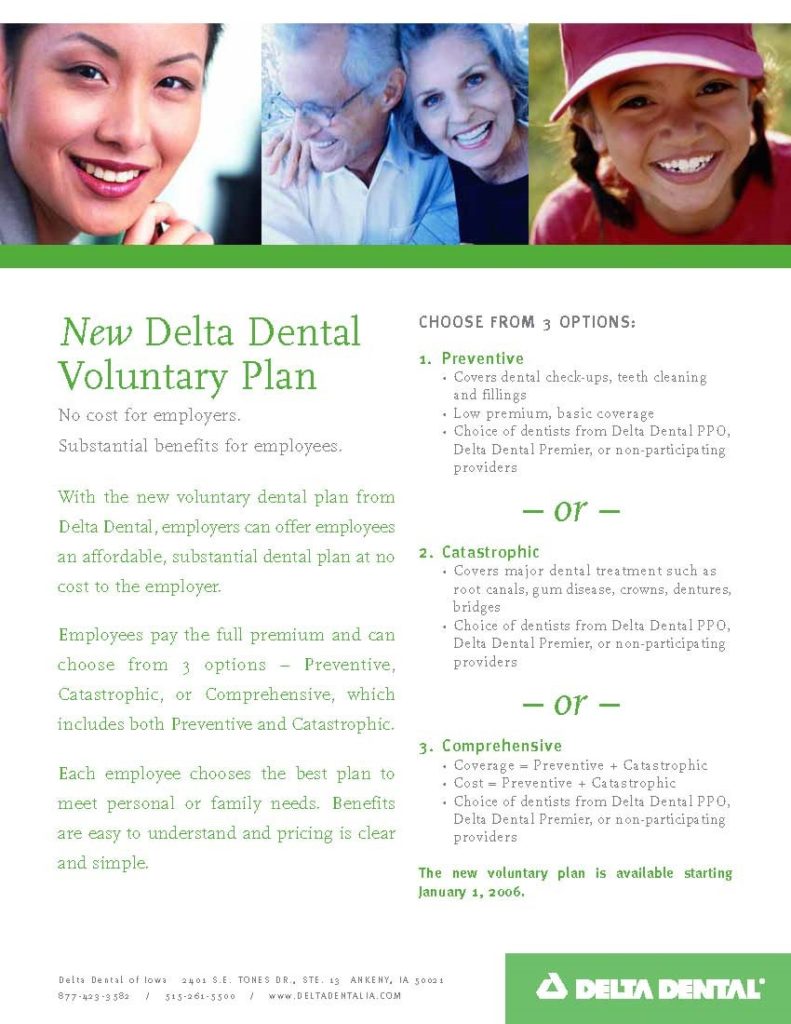 New Delta Dental
Voluntary Plan
No cost for employers.
Substantial benefits for employees.
With the new voluntary dental plan from
Delta Dental, employers can offer employees
an affordable, substantial dental plan at no
cost to the employer.
Employees pay the full premium and can
choose from 3 options – Preventive,
Catastrophic, or Comprehensive, which
includes both Preventive and Catastrophic.
Each employee chooses the best plan to
meet personal or family needs. Benefits
are easy to understand and pricing is clear
and simple.
CHOOSE FROM 3 OPTIONS:
1. Preventive
• Covers dental check-ups, teeth cleaning
and fillings
• Low premium, basic coverage
• Choice of dentists from Delta Dental PPO,
Delta Dental Premier, or non-participating
providers
– or –
2. Catastrophic
• Covers major dental treatment such as
root canals, gum disease, crowns, dentures,
bridges
• Choice of dentists from Delta Dental PPO,
Delta Dental Premier, or non-participating
providers
– or –
3. Comprehensive
• Coverage = Preventive + Catastrophic
• Cost = Preventive + Catastrophic
• Choice of dentists from Delta Dental PPO,
Delta Dental Premier, or non-participating
providers
The new voluntary plan is available starting
January 1, 2006.
Delta Dental of Iowa 2401 S.E. TONES DR., STE. 13 ANKENY, IA 50021
877-423-3582 / 515-261-5500 / WWW.DELTADENTALIA.COM
DELTA DENTAL®